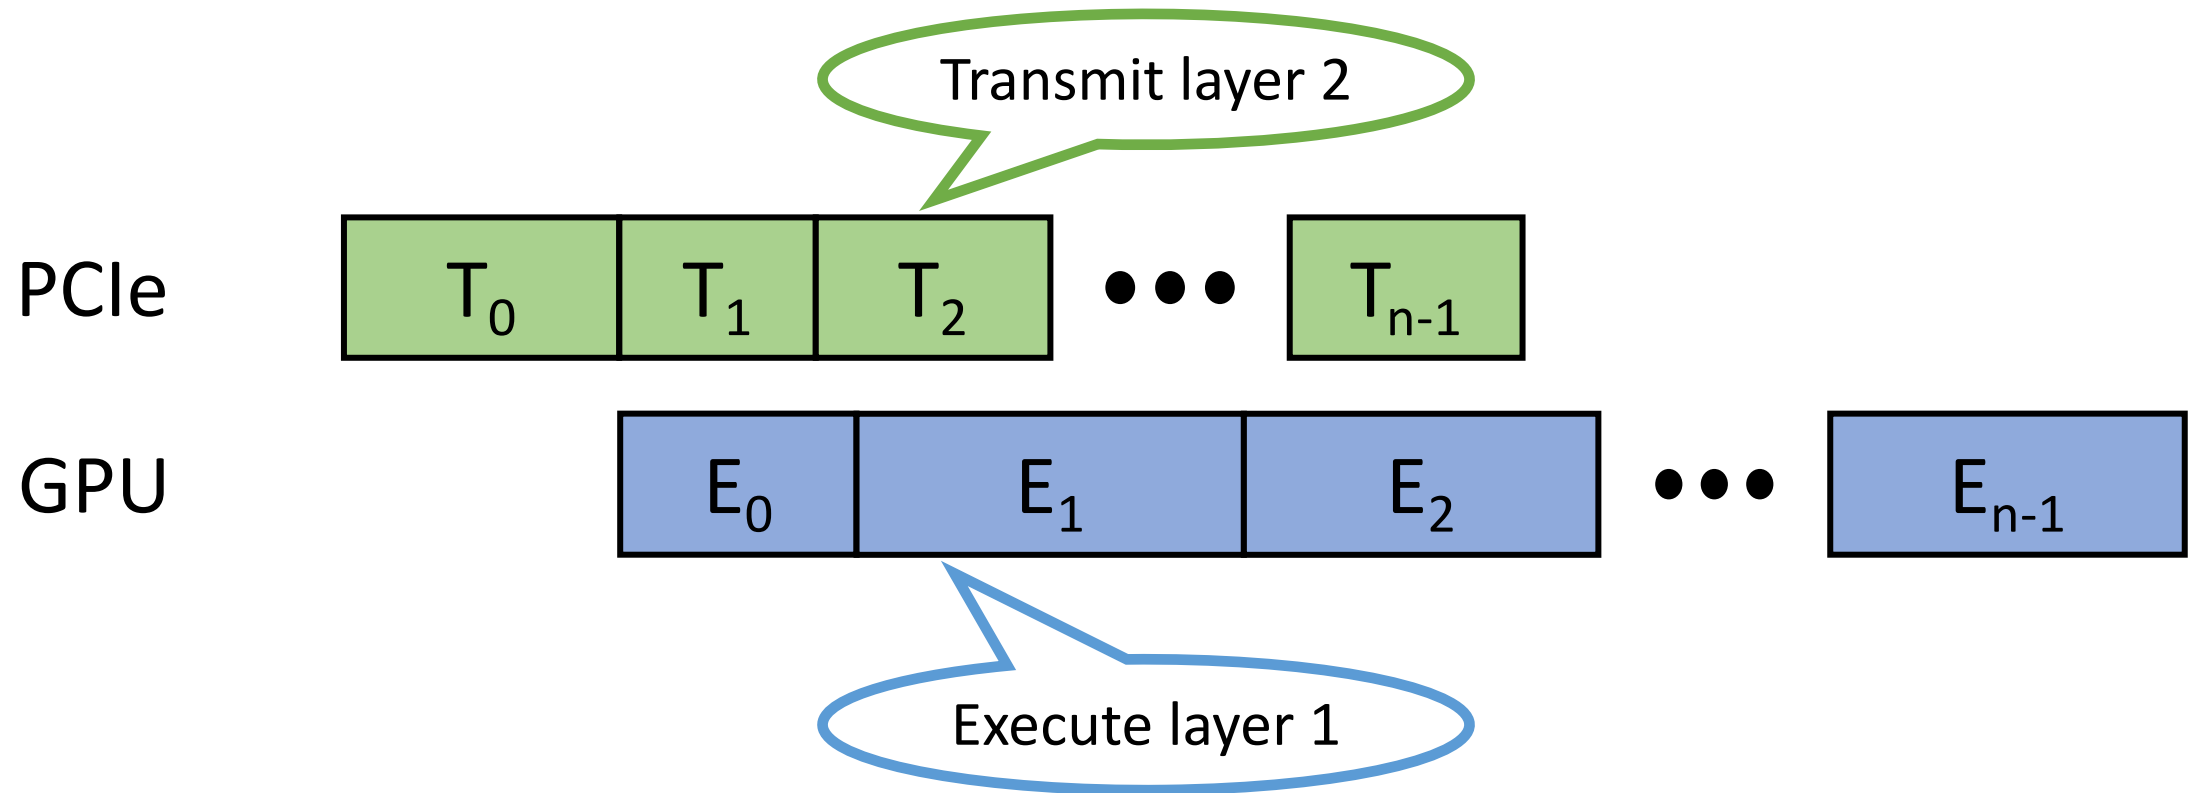 Transmit layer 2
PCIe T₀ T₁ T₂ ••• Tₙ₋₁
GPU E₀ E₁ E₂ ••• Eₙ₋₁
Execute layer 1